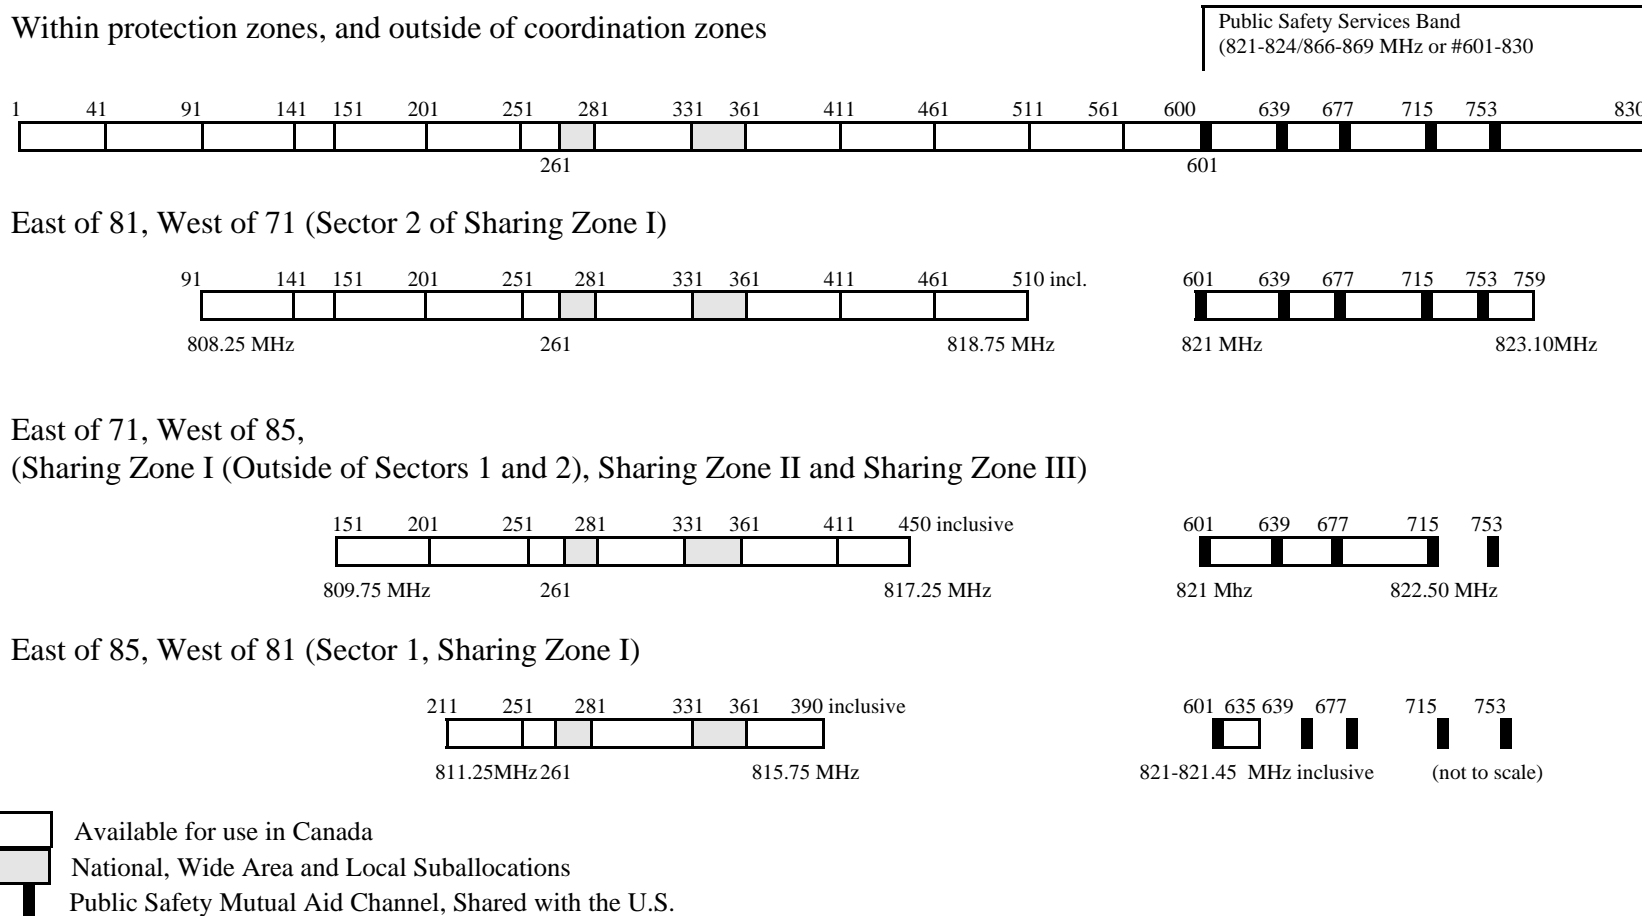 Within protection zones, and outside of coordination zones
Public Safety Services Band
(821-824/866-869 MHz or #601-830
1 41 91 141 151 201 251 281 331 361 411 461 511 561 600 639 677 715 753 830
261 601
East of 81, West of 71 (Sector 2 of Sharing Zone I)
91 141 151 201 251 281 331 361 411 461 510 incl. 601 639 677 715 753 759
808.25 MHz 261 818.75 MHz 821 MHz 823.10MHz
East of 71, West of 85,
(Sharing Zone I (Outside of Sectors 1 and 2), Sharing Zone II and Sharing Zone III)
151 201 251 281 331 361 411 450 inclusive 601 639 677 715 753
809.75 MHz 261 817.25 MHz 821 Mhz 822.50 MHz
East of 85, West of 81 (Sector 1, Sharing Zone I)
211 251 281 331 361 390 inclusive 601 635 639 677 715 753
811.25MHz 261 815.75 MHz 821-821.45 MHz inclusive (not to scale)
Available for use in Canada
National, Wide Area and Local Suballocations
Public Safety Mutual Aid Channel, Shared with the U.S.